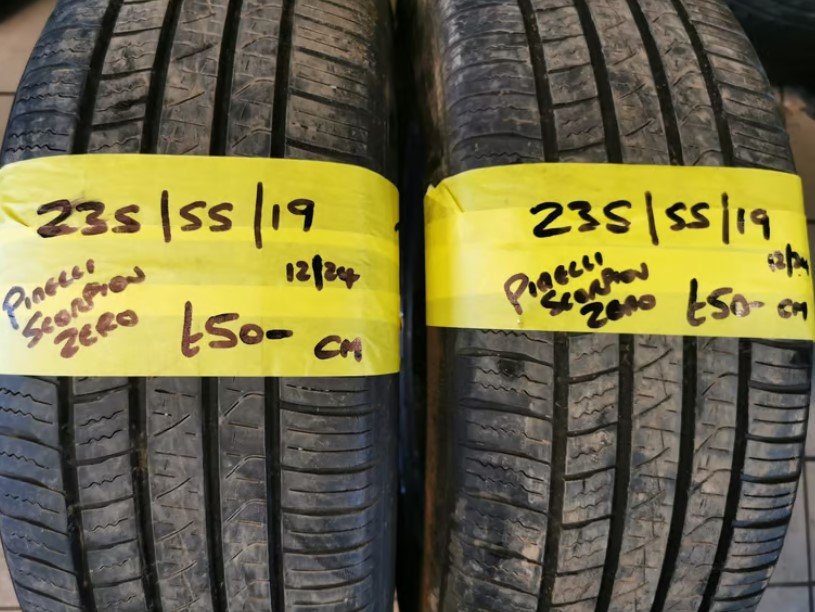 235/55/19
12/24
PIRELLI
SCORPION
ZERO
£50-
CM
235/55/19
12/24
PIRELLI
SCORPION
ZERO
£50-
CM